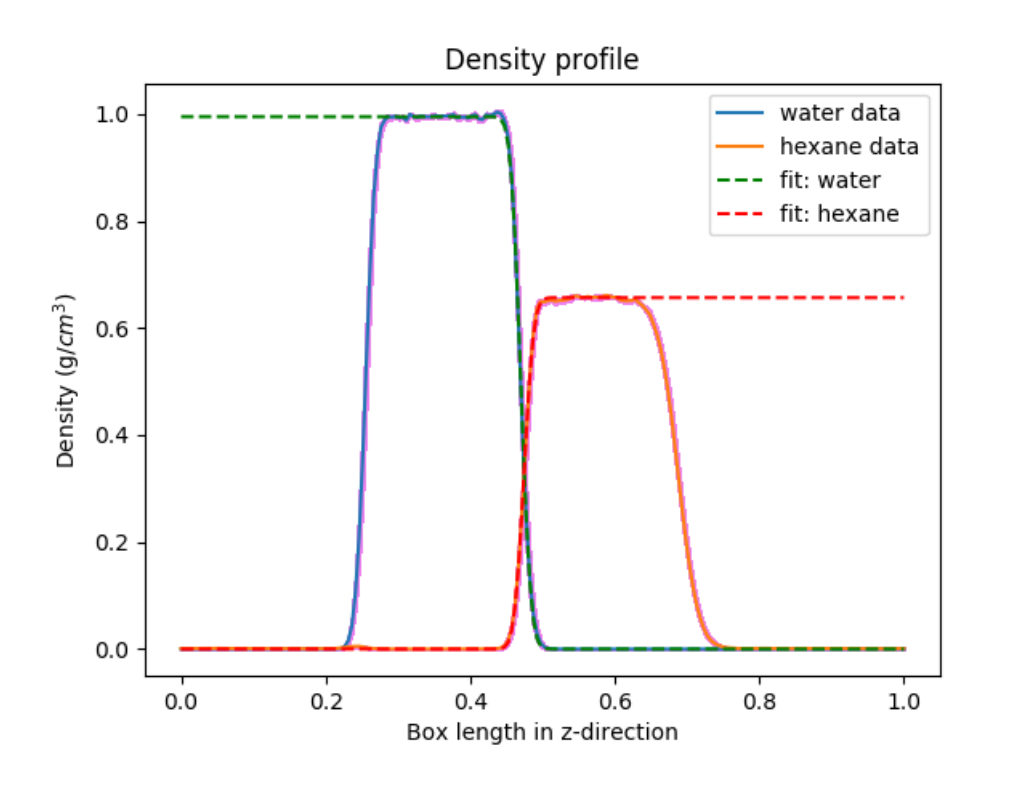 Density profile
water data
hexane data
fit: water
fit: hexane
Density (g/cm³)
1.0
0.8
0.6
0.4
0.2
0.0
0.0 0.2 0.4 0.6 0.8 1.0
Box length in z-direction